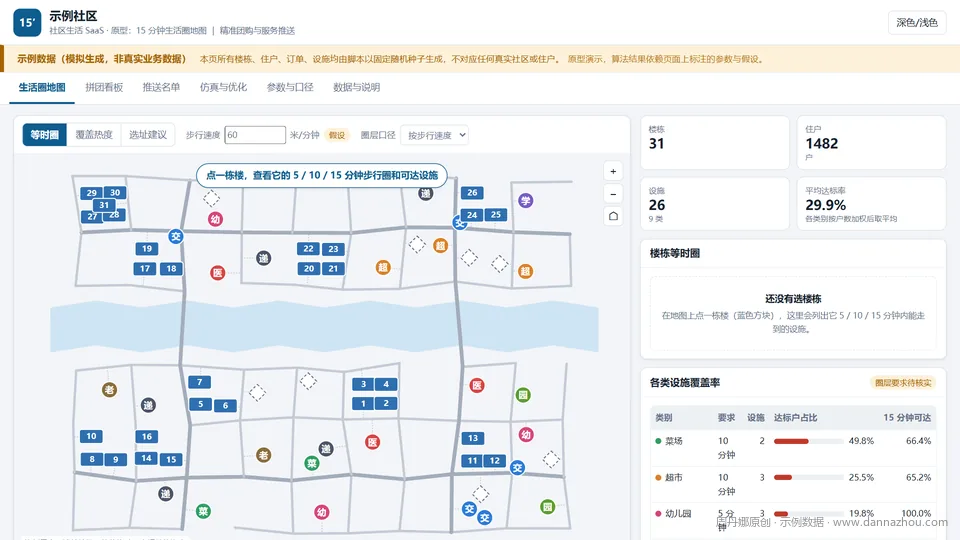 15'
示例社区
社区生活 SaaS · 原型：15 分钟生活圈地图 | 精准团购与服务推送
深色/浅色
示例数据（模拟生成，非真实业务数据） 本页所有楼栋、住户、订单、设施均由脚本以固定随机种子生成，不对应任何真实社区或住户。 原型演示，算法结果依赖页面上标注的参数与假设。
生活圈地图 拼团看板 推送名单 仿真与优化 参数与口径 数据与说明
等时圈 覆盖热度 选址建议 步行速度 60 米/分钟 假设 圈层口径 按步行速度
点一栋楼，查看它的 5 / 10 / 15 分钟步行圈和可达设施
+
−
29 30
31
27 28
幼
递
26
学
24 25
交
交
19
17 18
医
递
22 23
20 21
超
超
超
老
递
7
5 6
3 4
1 2
医
园
10
8 9
16
14 15
老
菜
递
医
13
11 12
幼
交
递
菜
幼
交
交
园
楼栋
31
住户
1482
户
设施
26
9 类
平均达标率
29.9%
各类别按户数加权后取平均
楼栋等时圈
还没有选楼栋
在地图上点一栋楼（蓝色方块），这里会列出它 5 / 10 / 15 分钟内能走
到的设施。
各类设施覆盖率 圈层要求待核实
类别 要求 设施 达标户占比 15 分钟可达
菜场 10 分钟 2 49.8% 66.4%
超市 10 分钟 3 25.5% 65.2%
幼儿园 5 分钟 3 19.8% 100.0%
周丹娜原创 · 示例数据 · www.dannazhou.com